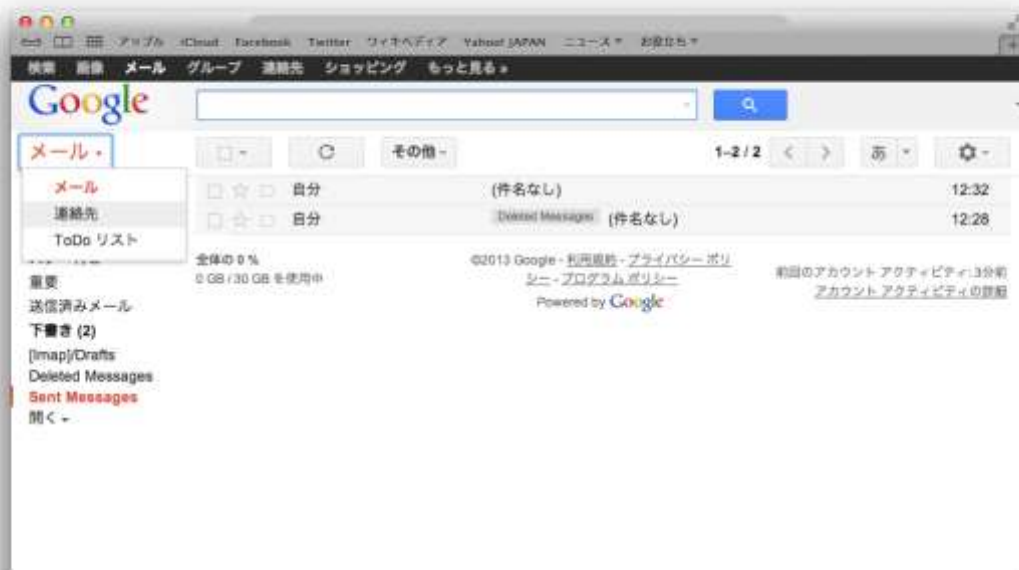 アップル iCloud Facebook Twitter ウィキペディア Yahoo! JAPAN ニュース▼ お役立ち▼
検索 画像 メール グループ 連絡先 ショッピング もっと見る »
Google
メール
その他
1–2 / 2
あ
メール
連絡先
ToDo リスト
自分 (件名なし) 12:32
自分 Deleted Messages (件名なし) 12:28
重要
送信済みメール
下書き (2)
[Imap]/Drafts
Deleted Messages
Sent Messages
開く
全体の 0 %
0 GB / 30 GB を使用中
©2013 Google - 利用規約 - プライバシー ポリ
シー - プログラム ポリシー
Powered by Google
前回のアカウント アクティビティ: 3分前
アカウント アクティビティの詳細